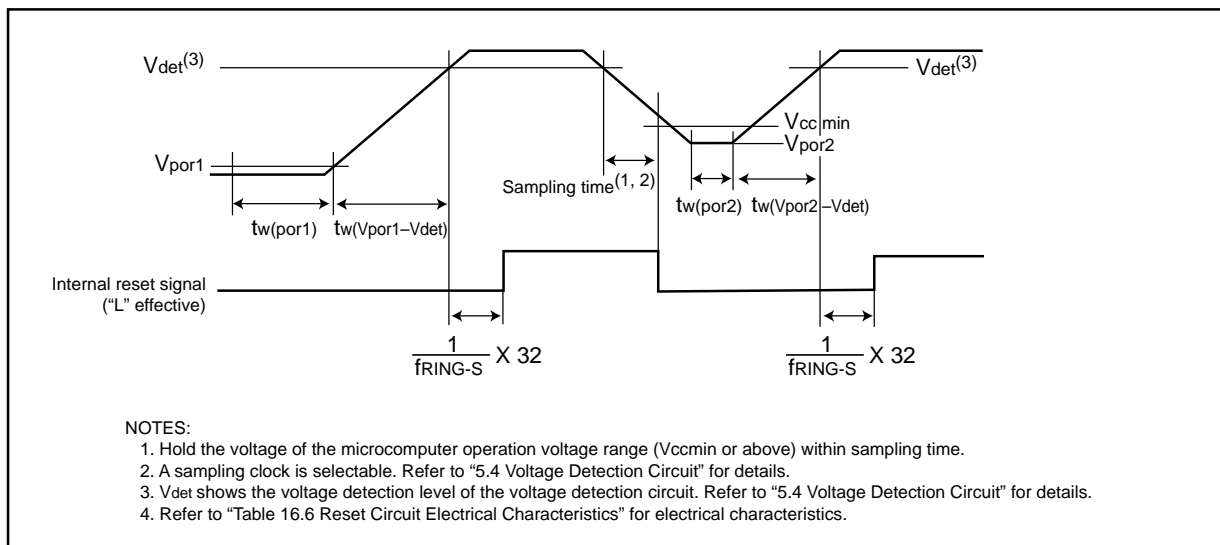 Vdet(3)
Vdet(3)
Vcc min
Vpor1
Vpor2
Sampling time(1, 2)
tw(por1)
tw(Vpor1–Vdet)
tw(por2)
tw(Vpor2–Vdet)
Internal reset signal
(“L” effective)
1
fRING-S
X 32
1
fRING-S
X 32
NOTES:
1. Hold the voltage of the microcomputer operation voltage range (Vccmin or above) within sampling time.
2. A sampling clock is selectable. Refer to “5.4 Voltage Detection Circuit” for details.
3. Vdet shows the voltage detection level of the voltage detection circuit. Refer to “5.4 Voltage Detection Circuit” for details.
4. Refer to “Table 16.6 Reset Circuit Electrical Characteristics” for electrical characteristics.